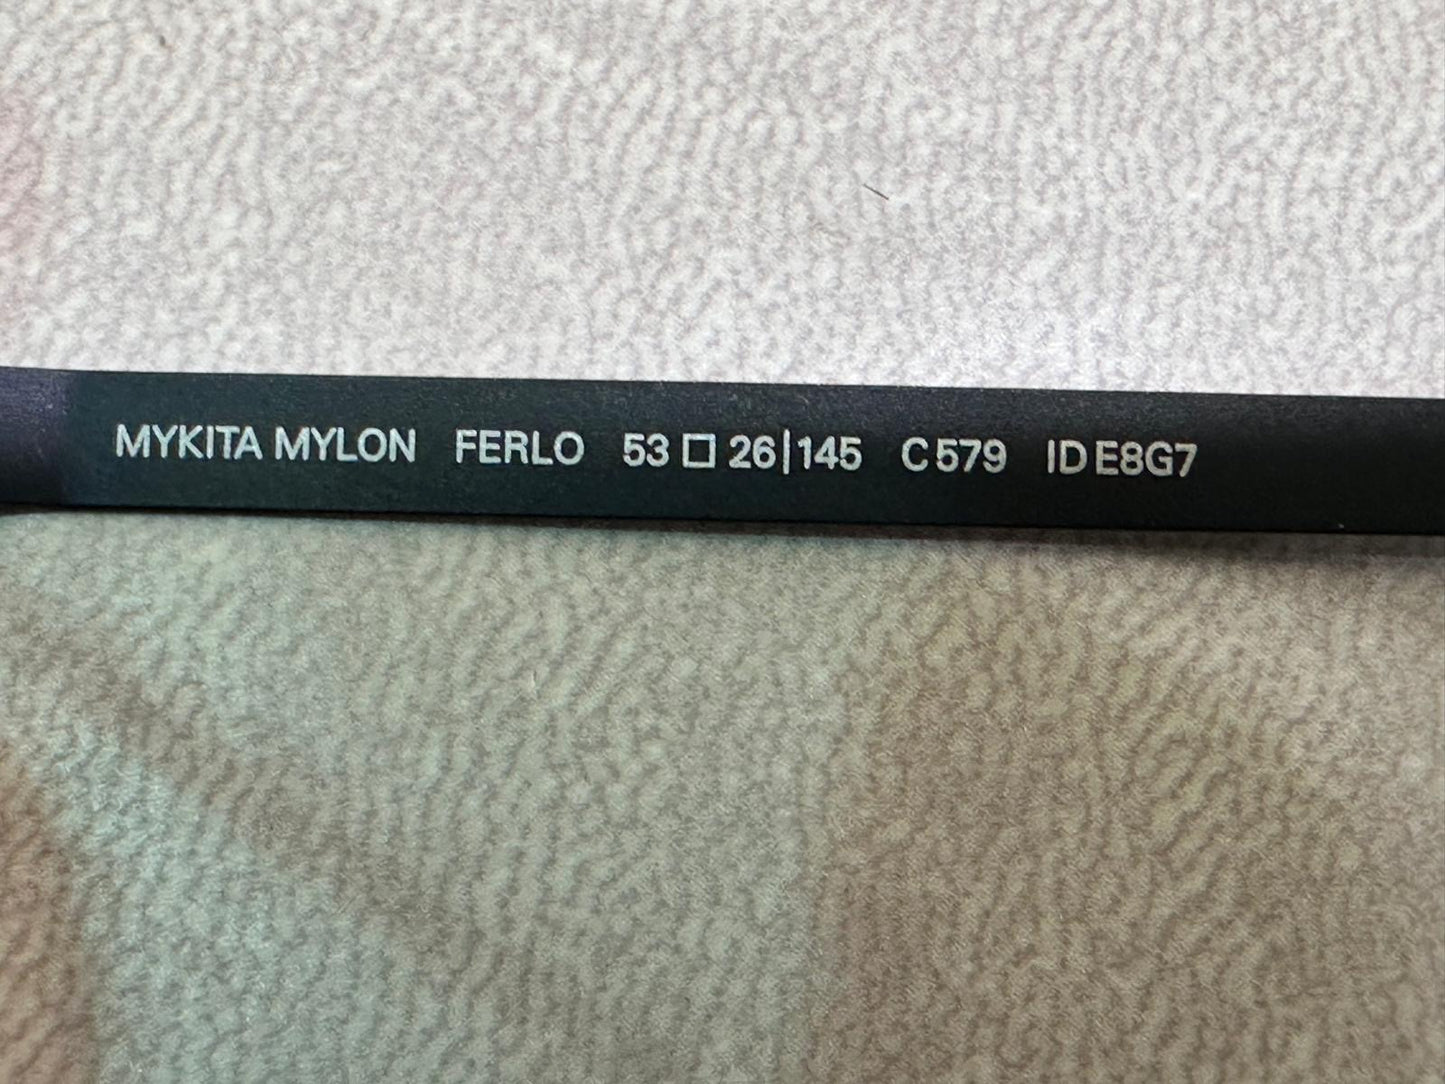 MYKITA MYLON FERLO 53 □ 26|145 C579 ID E8G7